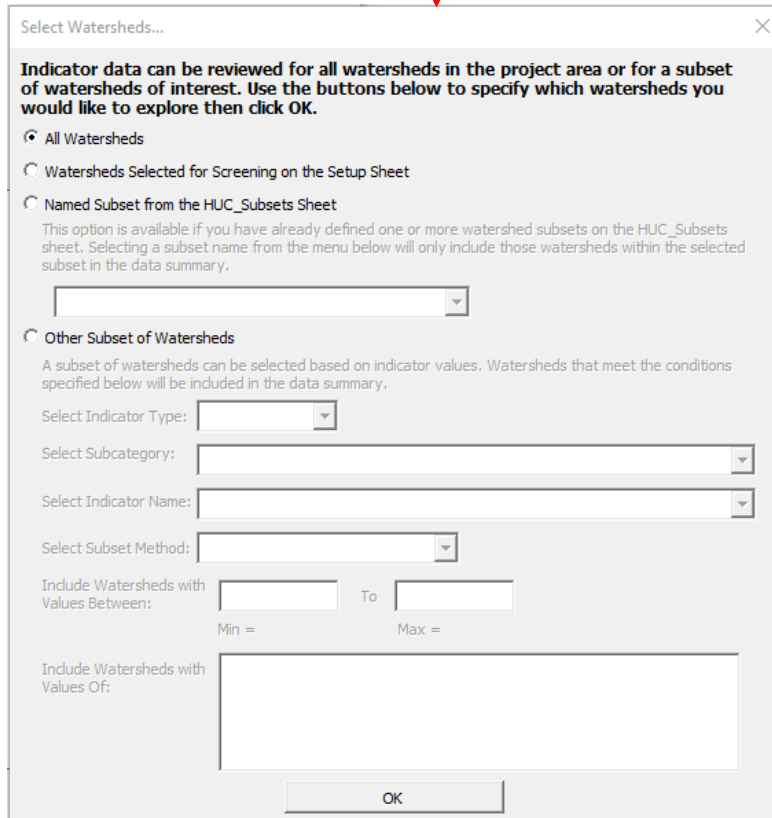 Select Watersheds...
Indicator data can be reviewed for all watersheds in the project area or for a subset
of watersheds of interest. Use the buttons below to specify which watersheds you
would like to explore then click OK.
All Watersheds
Watersheds Selected for Screening on the Setup Sheet
Named Subset from the HUC_Subsets Sheet
This option is available if you have already defined one or more watershed subsets on the HUC_Subsets
sheet. Selecting a subset name from the menu below will only include those watersheds within the selected
subset in the data summary.
Other Subset of Watersheds
A subset of watersheds can be selected based on indicator values. Watersheds that meet the conditions
specified below will be included in the data summary.
Select Indicator Type:
Select Subcategory:
Select Indicator Name:
Select Subset Method:
Include Watersheds with
Values Between:
To
Min =
Max =
Include Watersheds with
Values Of:
OK